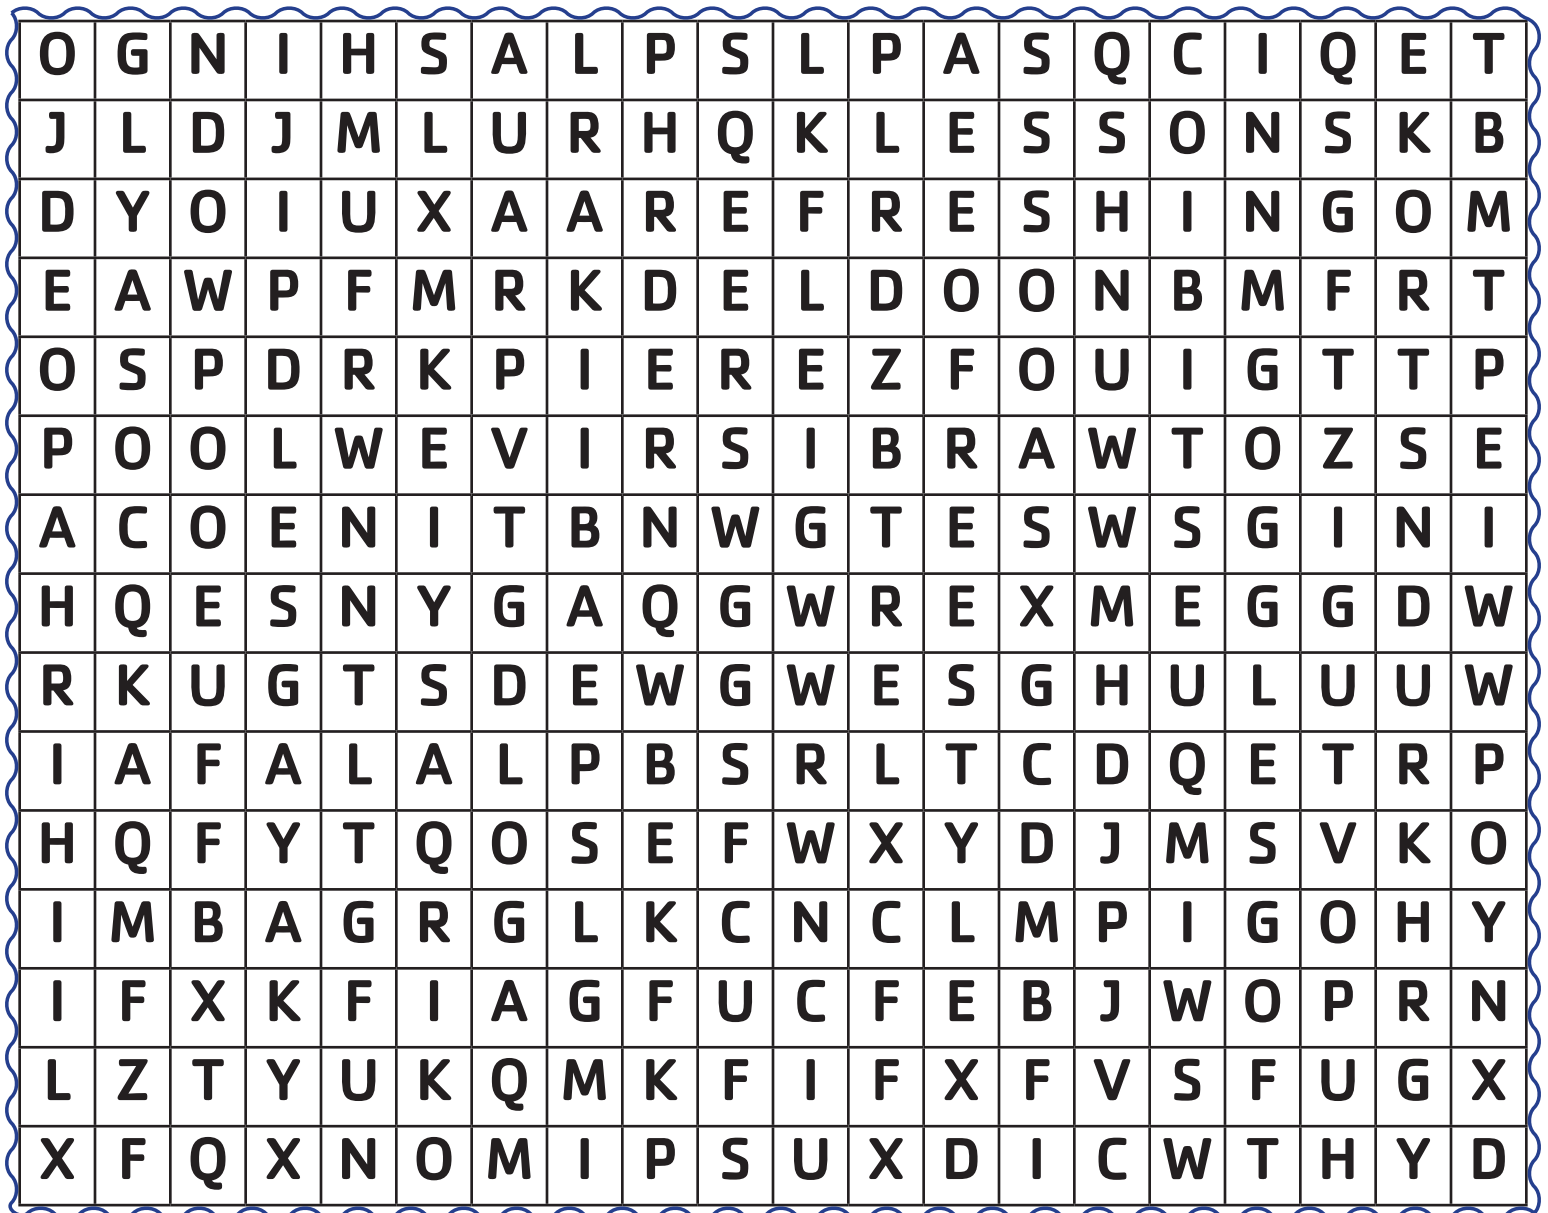 O G N I H S A L P S L P A S Q C I Q E T
J L D J M L U R H Q K L E S S O N S K B
D Y O I U X A A R E F R E S H I N G O M
E A W P F M R K D E L D O O N B M F R T
O S P D R K P I E R E Z F O U I G T T P
P O O L W E V I R S I B R A W T O Z S E
A C O E N I T B N W G T E S W S G I N I
H Q E S N Y G A Q G W R E X M E G G D W
R K U G T S D E W G W E S G H U L U U W
I A F A L A L P B S R L T C D Q E T R P
H Q F Y T Q O S E F W X Y D J M S V K O
I M B A G R G L K C N C L M P I G O H Y
I F X K F I A G F U C F E B J W O P R N
L Z T Y U K Q M K F I F X F V S F U G X
X F Q X N O M I P S U X D I C W T H Y D